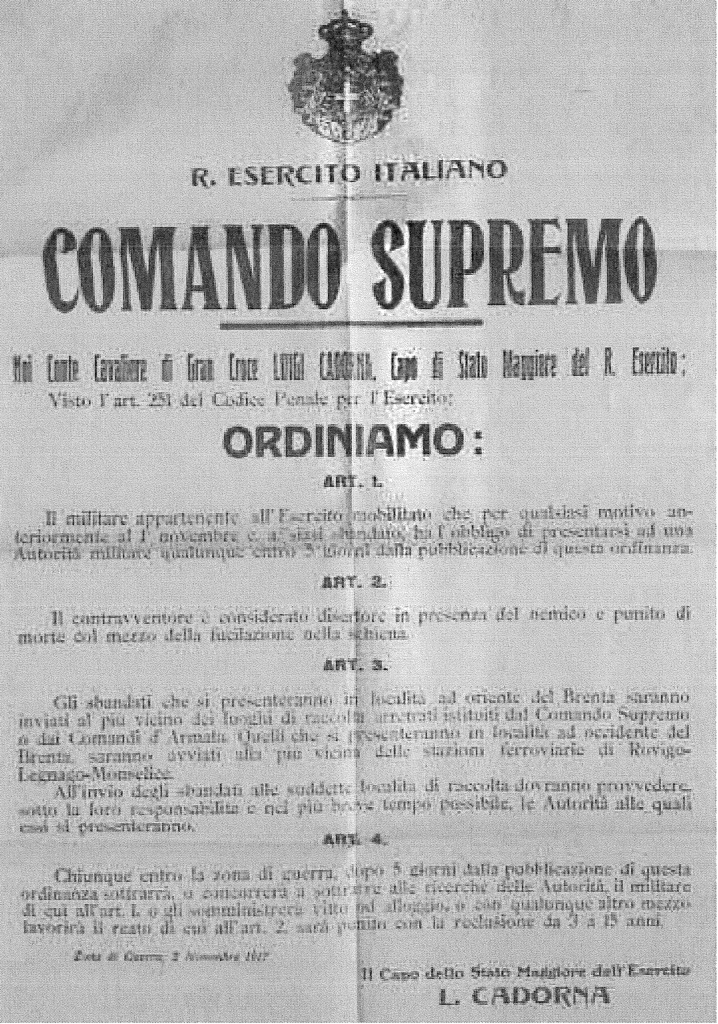 R. ESERCITO ITALIANO
COMANDO SUPREMO
Noi Conte Cavaliere di Gran Croce LUIGI CADORNA, Capo di Stato Maggiore del R. Esercito;
Visto l'art. 251 del Codice Penale per l'Esercito;
ORDINIAMO:
ART. 1.
Il militare appartenente all'Esercito mobilitato che per qualsiasi motivo an-
teriormente al 1° novembre c. a. siasi sbandato, ha l'obbligo di presentarsi ad una
Autorità militare qualunque entro 5 giorni dalla pubblicazione di questa ordinanza.
ART. 2.
Il contravventore è considerato disertore in presenza del nemico e punito di
morte col mezzo della fucilazione nella schiena.
ART. 3.
Gli sbandati che si presenteranno in località ad oriente del Brenta saranno
inviati al più vicino dei luoghi di raccolta arretrati istituiti dal Comando Supremo
o dai Comandi d'Armata. Quelli che si presenteranno in località ad occidente del
Brenta, saranno avviati alla più vicina delle stazioni ferroviarie di Rovigo-
Legnago-Monselice.
All'invio degli sbandati alle suddette località di raccolta dovranno provvedere,
sotto la loro responsabilità e nel più breve tempo possibile, le Autorità alle quali
essi si presenteranno.
ART. 4.
Chiunque entro la zona di guerra, dopo 5 giorni dalla pubblicazione di questa
ordinanza sottrarrà, o concorrerà a sottrarre alle ricerche delle Autorità, il militare
di cui all'art. 1. o gli somministrerà vitto od alloggio, o con qualunque altro mezzo
favorirà il reato di cui all'art. 2. sarà punito con la reclusione da 3 a 15 anni.
Zona di Guerra, 2 Novembre 1917
Il Capo dello Stato Maggiore dell'Esercito
L. CADORNA